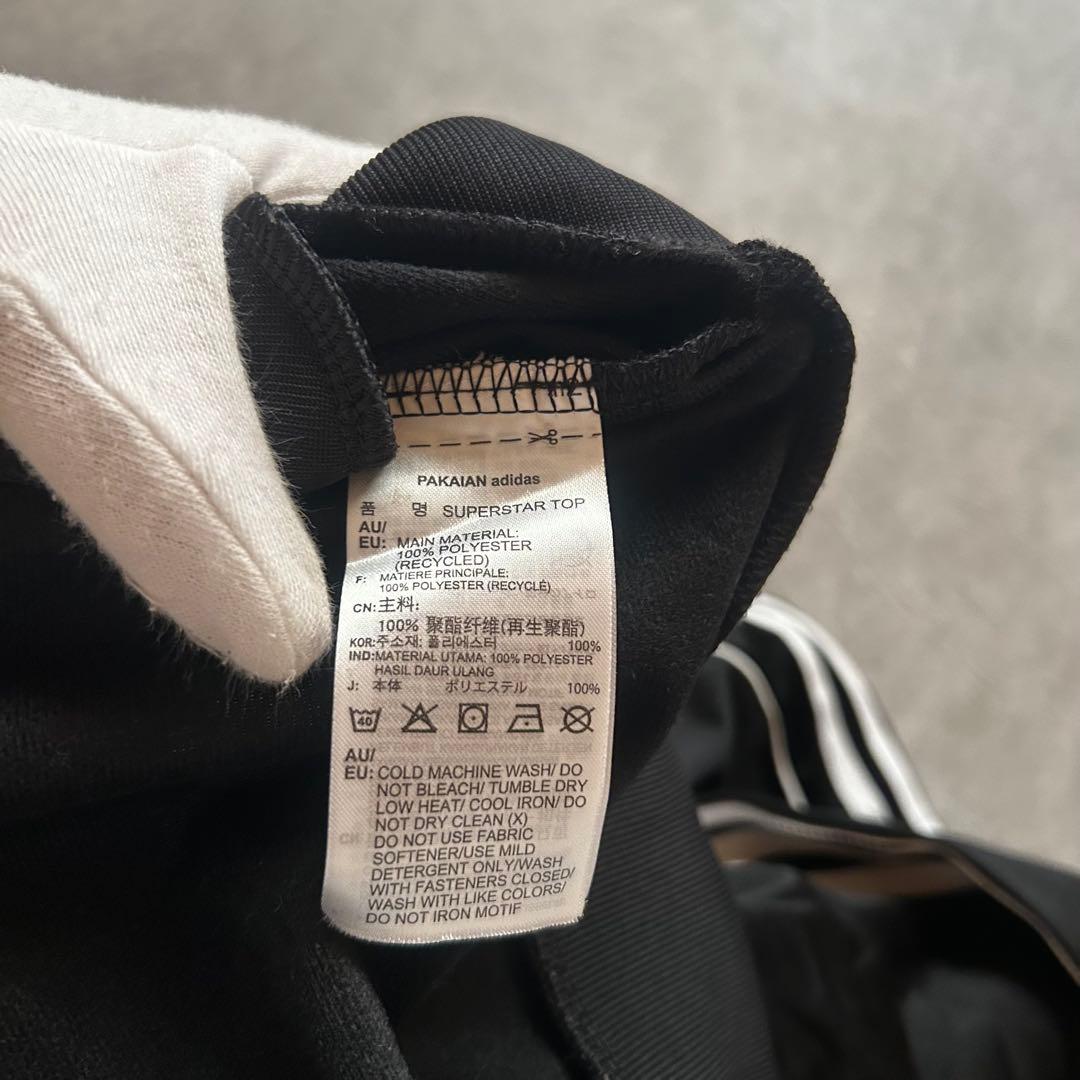 PAKAIAN adidas
품 명 SUPERSTAR TOP
AU/
EU: MAIN MATERIAL:
100% POLYESTER
(RECYCLED)
F: MATIERE PRINCIPALE:
100% POLYESTER (RECYCLÉ)
CN:主料:
100% 聚酯纤维(再生聚酯)
KOR:주소재: 폴리에스터 100%
IND:MATERIAL UTAMA: 100% POLYESTER
HASIL DAUR ULANG
J: 本体 ポリエステル 100%
40
AU/
EU: COLD MACHINE WASH/ DO
NOT BLEACH/ TUMBLE DRY
LOW HEAT/ COOL IRON/ DO
NOT DRY CLEAN (X)
DO NOT USE FABRIC
SOFTENER/USE MILD
DETERGENT ONLY/WASH
WITH FASTENERS CLOSED/
WASH WITH LIKE COLORS/
DO NOT IRON MOTIF